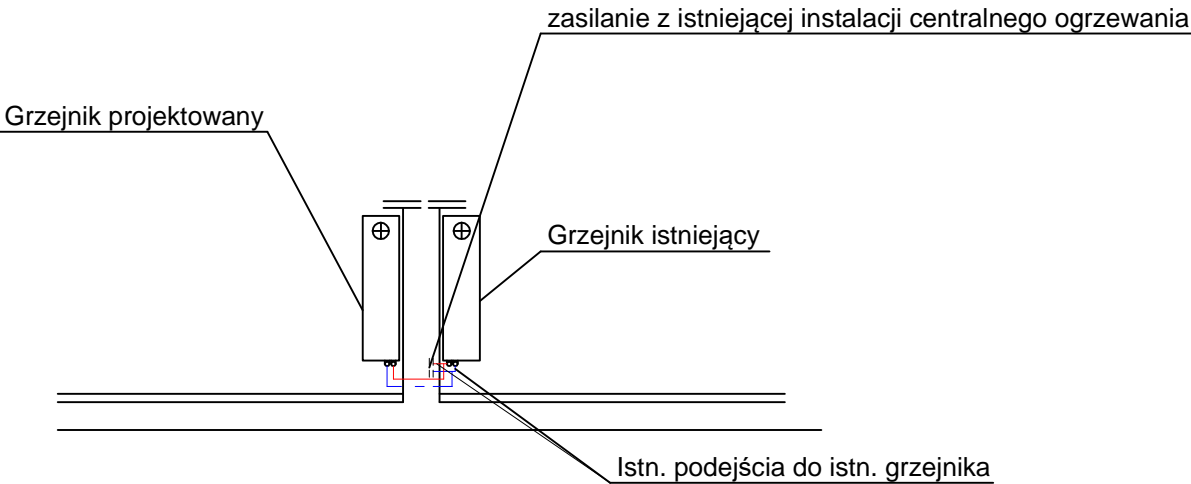 zasilanie z istniejącej instalacji centralnego ogrzewania
Grzejnik projektowany
Grzejnik istniejący
Istn. podejścia do istn. grzejnika